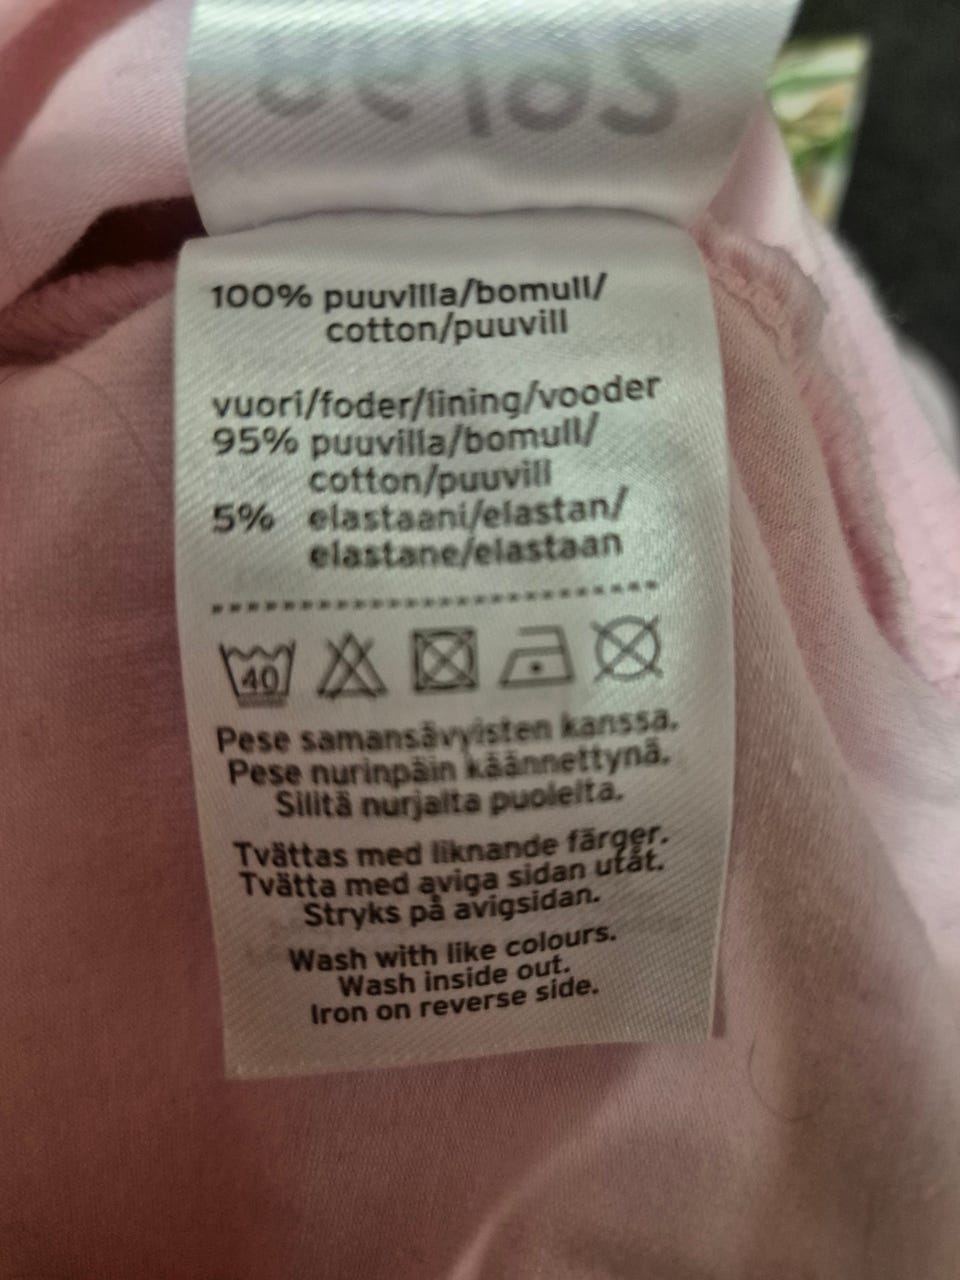 100% puuvilla/bomull/
cotton/puuvill
vuori/foder/lining/vooder
95% puuvilla/bomull/
cotton/puuvill
5% elastaani/elastan/
elastane/elastaan
40
Pese samansävyisten kanssa.
Pese nurinpäin käännettynä.
Silitä nurjalta puolelta.
Tvättas med liknande färger.
Tvätta med aviga sidan utåt.
Stryks på avigsidan.
Wash with like colours.
Wash inside out.
Iron on reverse side.